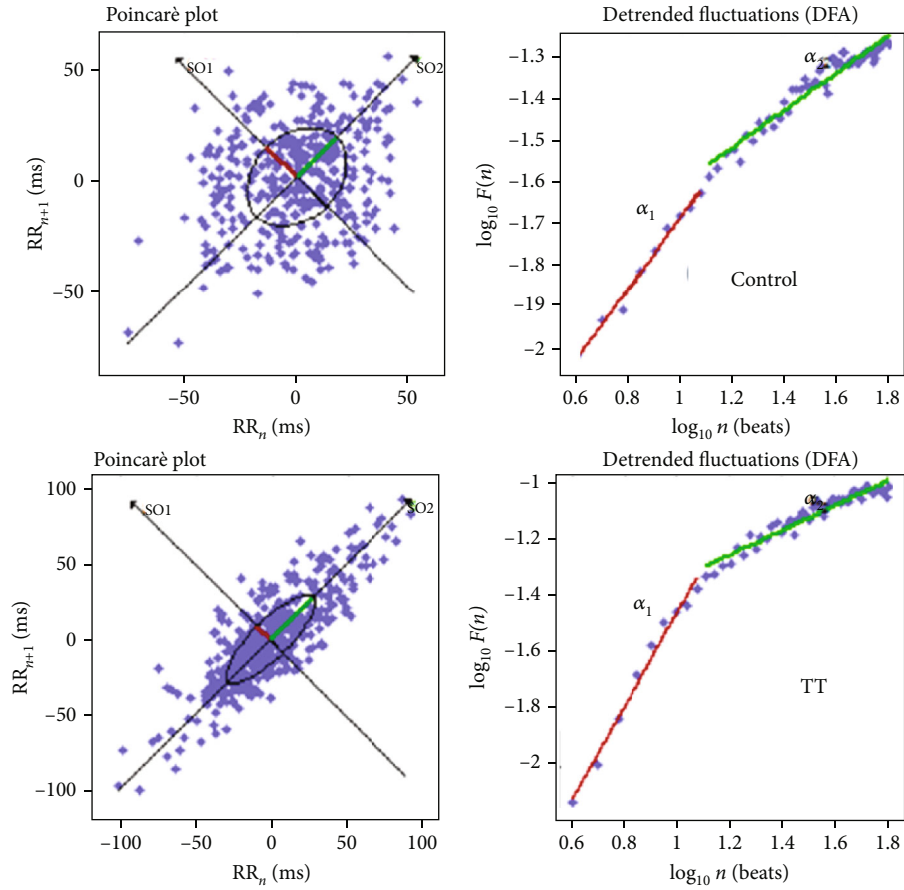 Poincarè plot
50
0
−50
RRn+1 (ms)
SO1
SO2
−50
0
50
RRn (ms)
Detrended fluctuations (DFA)
−1.3
−1.4
−1.5
−1.6
−1.7
−1.8
−19
−2
log10 F(n)
α1
α2
Control
0.6
0.8
1
1.2
1.4
1.6
1.8
log10 n (beats)
Poincarè plot
100
50
0
−50
−100
RRn+1 (ms)
SO1
SO2
−100
−50
0
50
100
RRn (ms)
Detrended fluctuations (DFA)
−1
−1.2
−1.4
−1.6
−1.8
−2
log10 F(n)
α1
α2
TT
0.6
0.8
1
1.2
1.4
1.6
1.8
log10 n (beats)